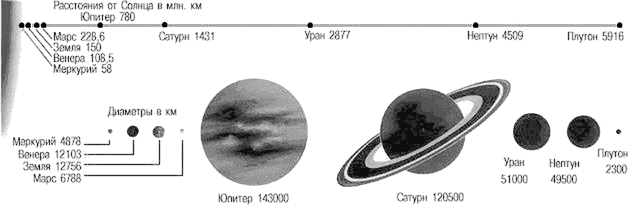 Расстояния от Солнца в млн. км
Юпитер 780
Марс 228,6
Земля 150
Венера 108,5
Меркурий 58
Сатурн 1431
Уран 2877
Нептун 4509
Плутон 5916
Диаметры в км
Меркурий 4878
Венера 12103
Земля 12756
Марс 6788
Юпитер 143000
Сатурн 120500
Уран
51000
Нептун
49500
Плутон
2300